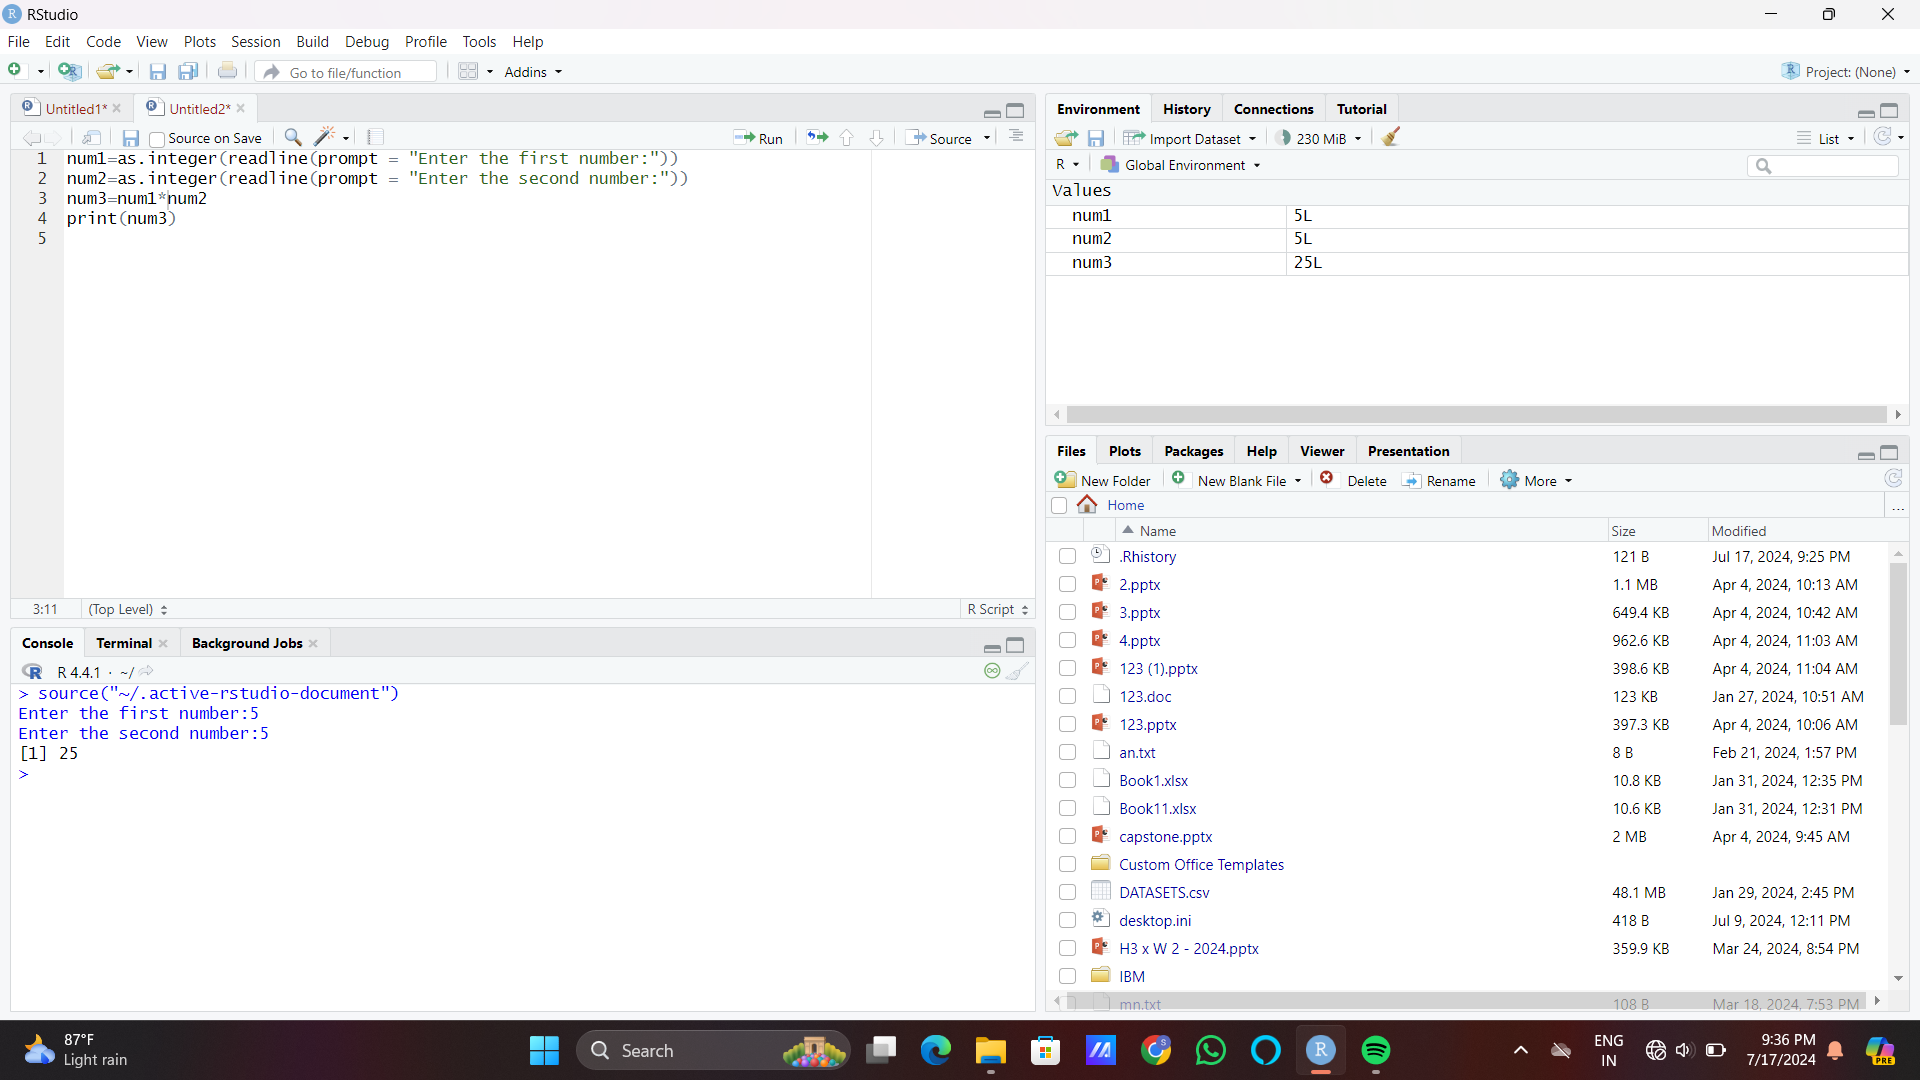 RStudio
File Edit Code View Plots Session Build Debug Profile Tools Help
Go to file/function Addins Project: (None)
Untitled1* Untitled2*
Source on Save Run Source
1 num1=as.integer(readline(prompt = "Enter the first number:"))
2 num2=as.integer(readline(prompt = "Enter the second number:"))
3 num3=num1*num2
4 print(num3)
5
3:11 (Top Level) R Script
Console Terminal Background Jobs
R 4.4.1 · ~/
> source("~/.active-rstudio-document")
Enter the first number:5
Enter the second number:5
[1] 25
>
Environment History Connections Tutorial
Import Dataset 230 MiB List
R Global Environment
Values
num1 5L
num2 5L
num3 25L
Files Plots Packages Help Viewer Presentation
New Folder New Blank File Delete Rename More
Home ...
Name Size Modified
.Rhistory 121 B Jul 17, 2024, 9:25 PM
2.pptx 1.1 MB Apr 4, 2024, 10:13 AM
3.pptx 649.4 KB Apr 4, 2024, 10:42 AM
4.pptx 962.6 KB Apr 4, 2024, 11:03 AM
123 (1).pptx 398.6 KB Apr 4, 2024, 11:04 AM
123.doc 123 KB Jan 27, 2024, 10:51 AM
123.pptx 397.3 KB Apr 4, 2024, 10:06 AM
an.txt 8 B Feb 21, 2024, 1:57 PM
Book1.xlsx 10.8 KB Jan 31, 2024, 12:35 PM
Book11.xlsx 10.6 KB Jan 31, 2024, 12:31 PM
capstone.pptx 2 MB Apr 4, 2024, 9:45 AM
Custom Office Templates
DATASETS.csv 48.1 MB Jan 29, 2024, 2:45 PM
desktop.ini 418 B Jul 9, 2024, 12:11 PM
H3 x W 2 - 2024.pptx 359.9 KB Mar 24, 2024, 8:54 PM
IBM
mn.txt 108 B Mar 18, 2024, 7:53 PM
87°F
Light rain
Search
ENG
IN
9:36 PM
7/17/2024
PRE